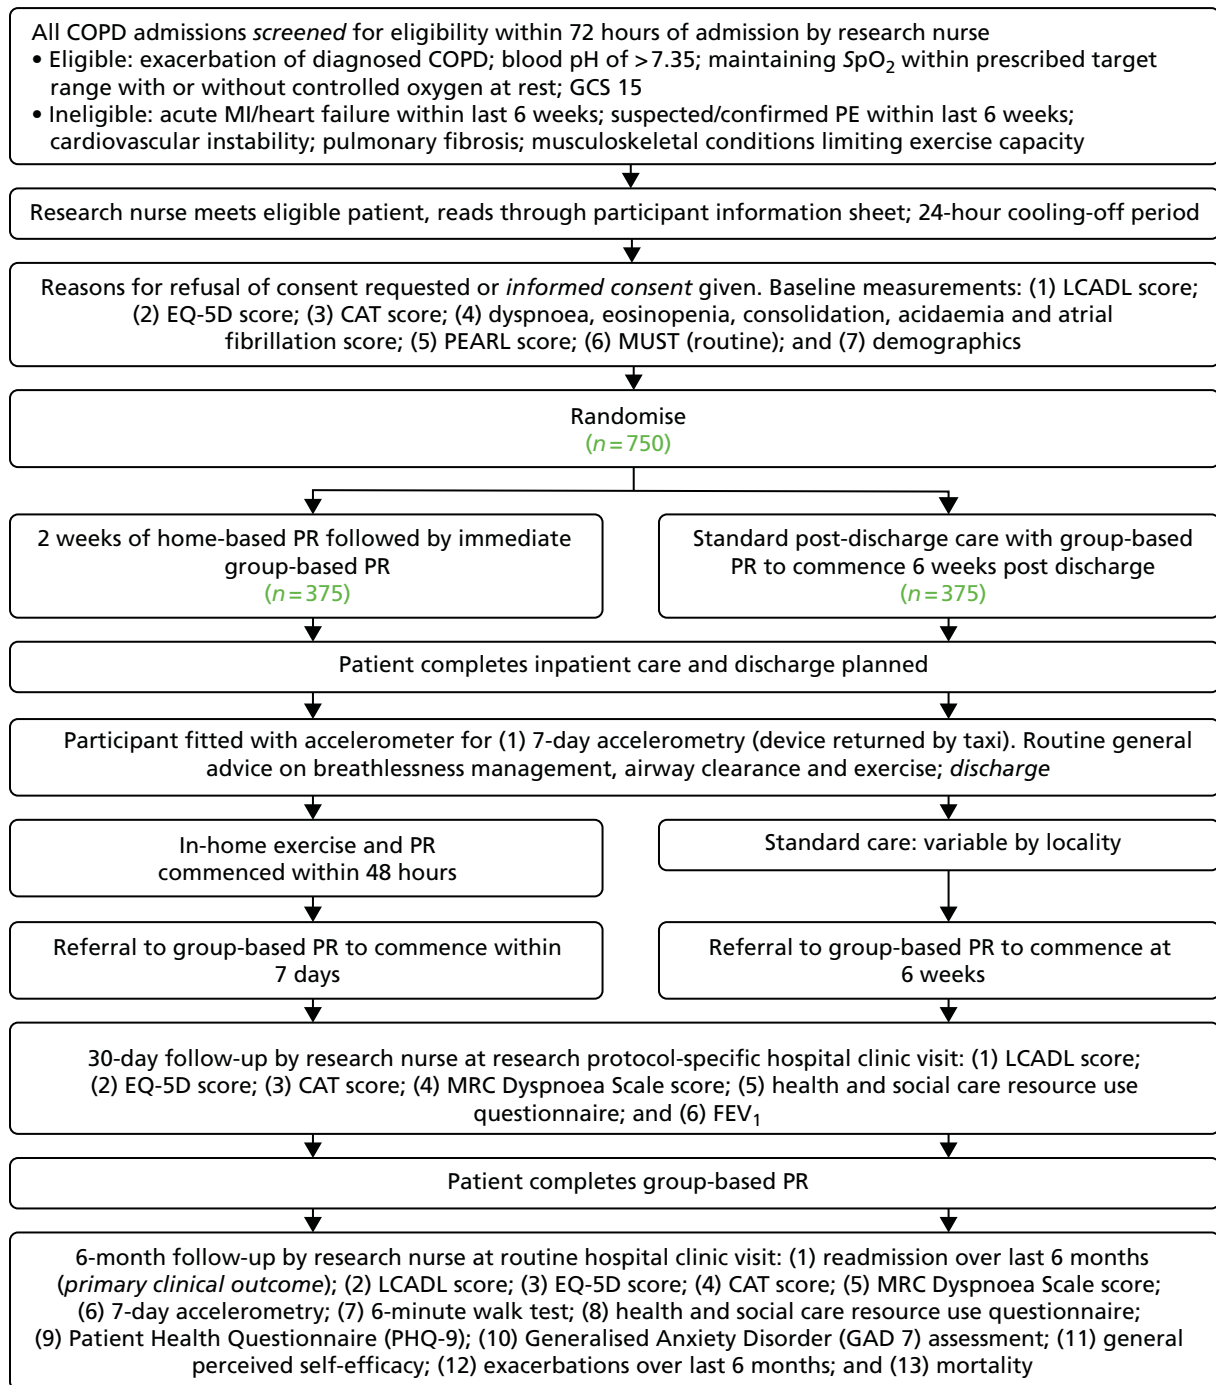 All COPD admissions screened for eligibility within 72 hours of admission by research nurse
• Eligible: exacerbation of diagnosed COPD; blood pH of >7.35; maintaining SpO₂ within prescribed target
range with or without controlled oxygen at rest; GCS 15
• Ineligible: acute MI/heart failure within last 6 weeks; suspected/confirmed PE within last 6 weeks;
cardiovascular instability; pulmonary fibrosis; musculoskeletal conditions limiting exercise capacity
Research nurse meets eligible patient, reads through participant information sheet; 24-hour cooling-off period
Reasons for refusal of consent requested or informed consent given. Baseline measurements: (1) LCADL score;
(2) EQ-5D score; (3) CAT score; (4) dyspnoea, eosinopenia, consolidation, acidaemia and atrial
fibrillation score; (5) PEARL score; (6) MUST (routine); and (7) demographics
Randomise
(n=750)
2 weeks of home-based PR followed by immediate
group-based PR
(n=375)
Standard post-discharge care with group-based
PR to commence 6 weeks post discharge
(n=375)
Patient completes inpatient care and discharge planned
Participant fitted with accelerometer for (1) 7-day accelerometry (device returned by taxi). Routine general
advice on breathlessness management, airway clearance and exercise; discharge
In-home exercise and PR
commenced within 48 hours
Standard care: variable by locality
Referral to group-based PR to commence within
7 days
Referral to group-based PR to commence at
6 weeks
30-day follow-up by research nurse at research protocol-specific hospital clinic visit: (1) LCADL score;
(2) EQ-5D score; (3) CAT score; (4) MRC Dyspnoea Scale score; (5) health and social care resource use
questionnaire; and (6) FEV₁
Patient completes group-based PR
6-month follow-up by research nurse at routine hospital clinic visit: (1) readmission over last 6 months
(primary clinical outcome); (2) LCADL score; (3) EQ-5D score; (4) CAT score; (5) MRC Dyspnoea Scale score;
(6) 7-day accelerometry; (7) 6-minute walk test; (8) health and social care resource use questionnaire;
(9) Patient Health Questionnaire (PHQ-9); (10) Generalised Anxiety Disorder (GAD 7) assessment; (11) general
perceived self-efficacy; (12) exacerbations over last 6 months; and (13) mortality